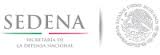 SEDENA
SECRETARÍA DE
LA DEFENSA NACIONAL